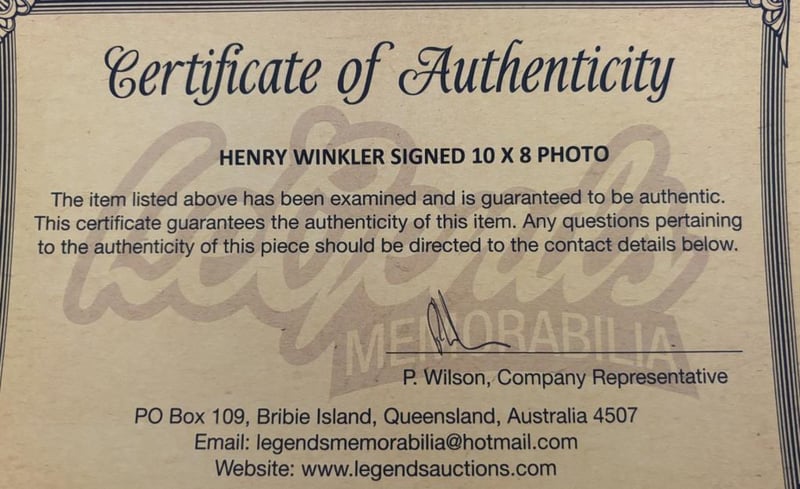 Certificate of Authenticity
HENRY WINKLER SIGNED 10 X 8 PHOTO
The item listed above has been examined and is guaranteed to be authentic.
This certificate guarantees the authenticity of this item. Any questions pertaining
to the authenticity of this piece should be directed to the contact details below.
Legends
MEMORABILIA
P. Wilson, Company Representative
PO Box 109, Bribie Island, Queensland, Australia 4507
Email: legendsmemorabilia@hotmail.com
Website: www.legendsauctions.com